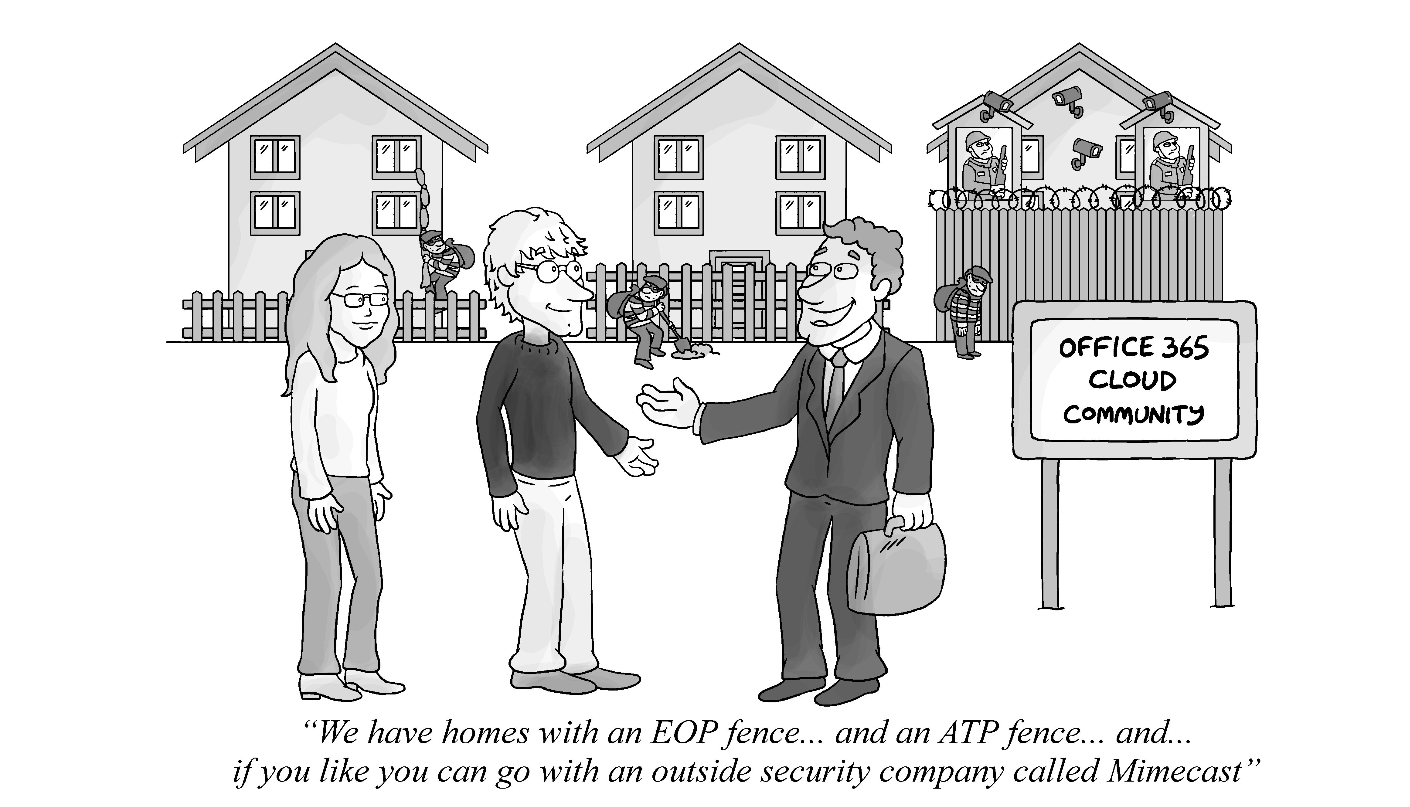 OFFICE 365
CLOUD
COMMUNITY
“We have homes with an EOP fence... and an ATP fence... and...
if you like you can go with an outside security company called Mimecast”